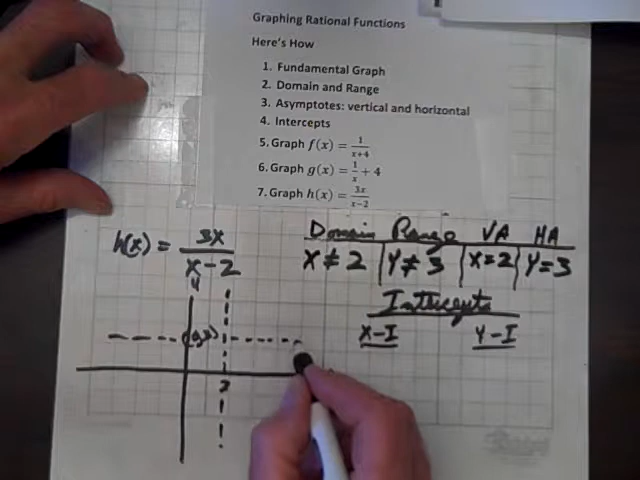 Graphing Rational Functions
Here's How
1. Fundamental Graph
2. Domain and Range
3. Asymptotes: vertical and horizontal
4. Intercepts
5. Graph f(x) = 1/(x+4)
6. Graph g(x) = 1/x + 4
7. Graph h(x) = 3x/(x−2)
h(x) = 3x/(x-2)
Domain Range VA HA
X ≠ 2 Y ≠ 3 X=2 Y=3
Intercepts
X-I Y-I
2